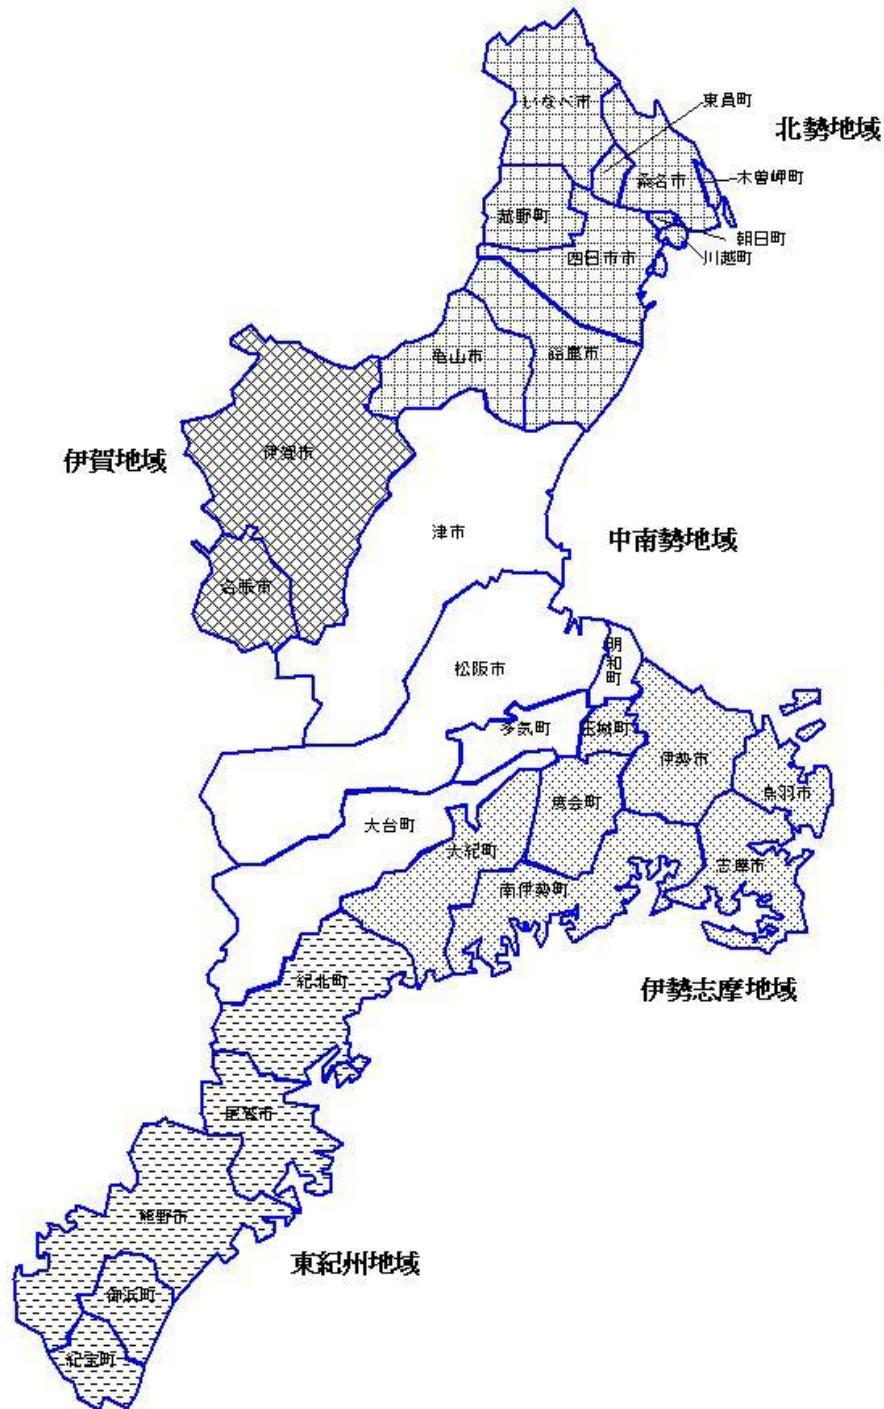 いなべ市
東員町
北勢地域
桑名市
木曽岬町
菰野町
朝日町
四日市市
川越町
亀山市
鈴鹿市
伊賀市
伊賀地域
津市
中南勢地域
名張市
明和町
松阪市
多気町
玉城町
伊勢市
鳥羽市
度会町
大台町
大紀町
志摩市
南伊勢町
紀北町
伊勢志摩地域
尾鷲市
熊野市
東紀州地域
御浜町
紀宝町